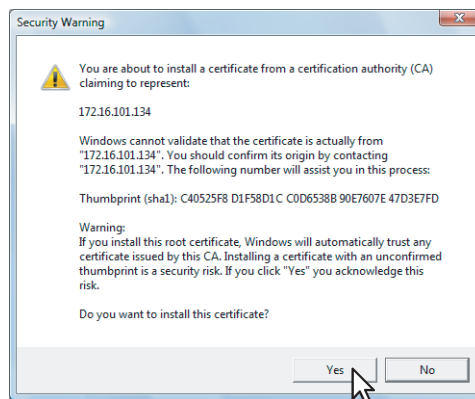 Security Warning
You are about to install a certificate from a certification authority (CA)
claiming to represent:
172.16.101.134
Windows cannot validate that the certificate is actually from
"172.16.101.134". You should confirm its origin by contacting
"172.16.101.134". The following number will assist you in this process:
Thumbprint (sha1): C40525F8 D1F58D1C C0D6538B 90E7607E 47D3E7FD
Warning:
If you install this root certificate, Windows will automatically trust any
certificate issued by this CA. Installing a certificate with an unconfirmed
thumbprint is a security risk. If you click "Yes" you acknowledge this
risk.
Do you want to install this certificate?
Yes No